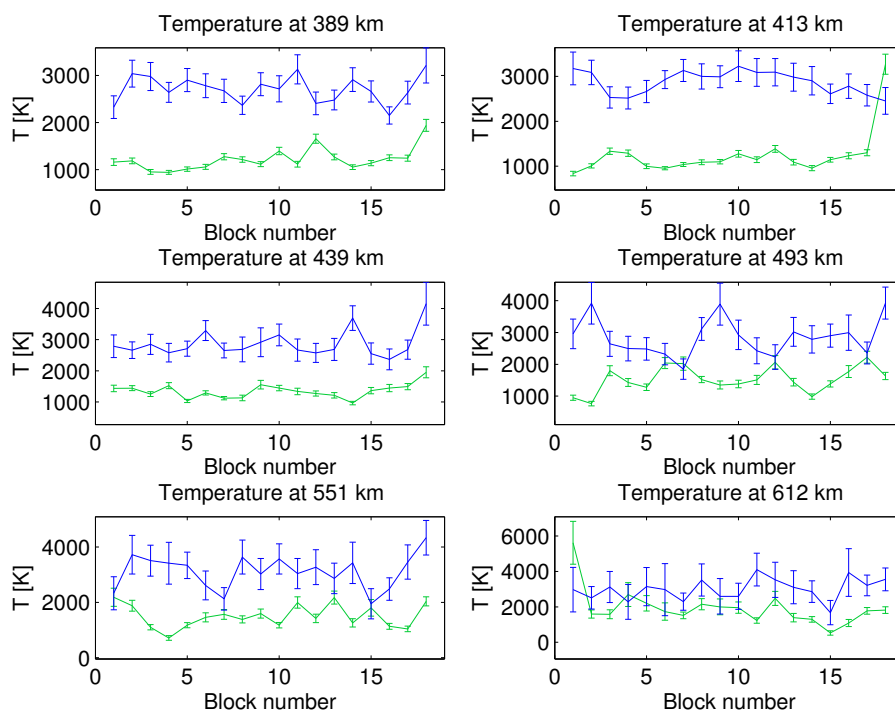 Temperature at 389 km
T [K]
3000
2000
1000
0
5
10
15
Block number
Temperature at 413 km
T [K]
3000
2000
1000
0
5
10
15
Block number
Temperature at 439 km
T [K]
4000
3000
2000
1000
0
5
10
15
Block number
Temperature at 493 km
T [K]
4000
3000
2000
1000
0
5
10
15
Block number
Temperature at 551 km
T [K]
4000
2000
0
0
5
10
15
Block number
Temperature at 612 km
T [K]
6000
4000
2000
0
0
5
10
15
Block number